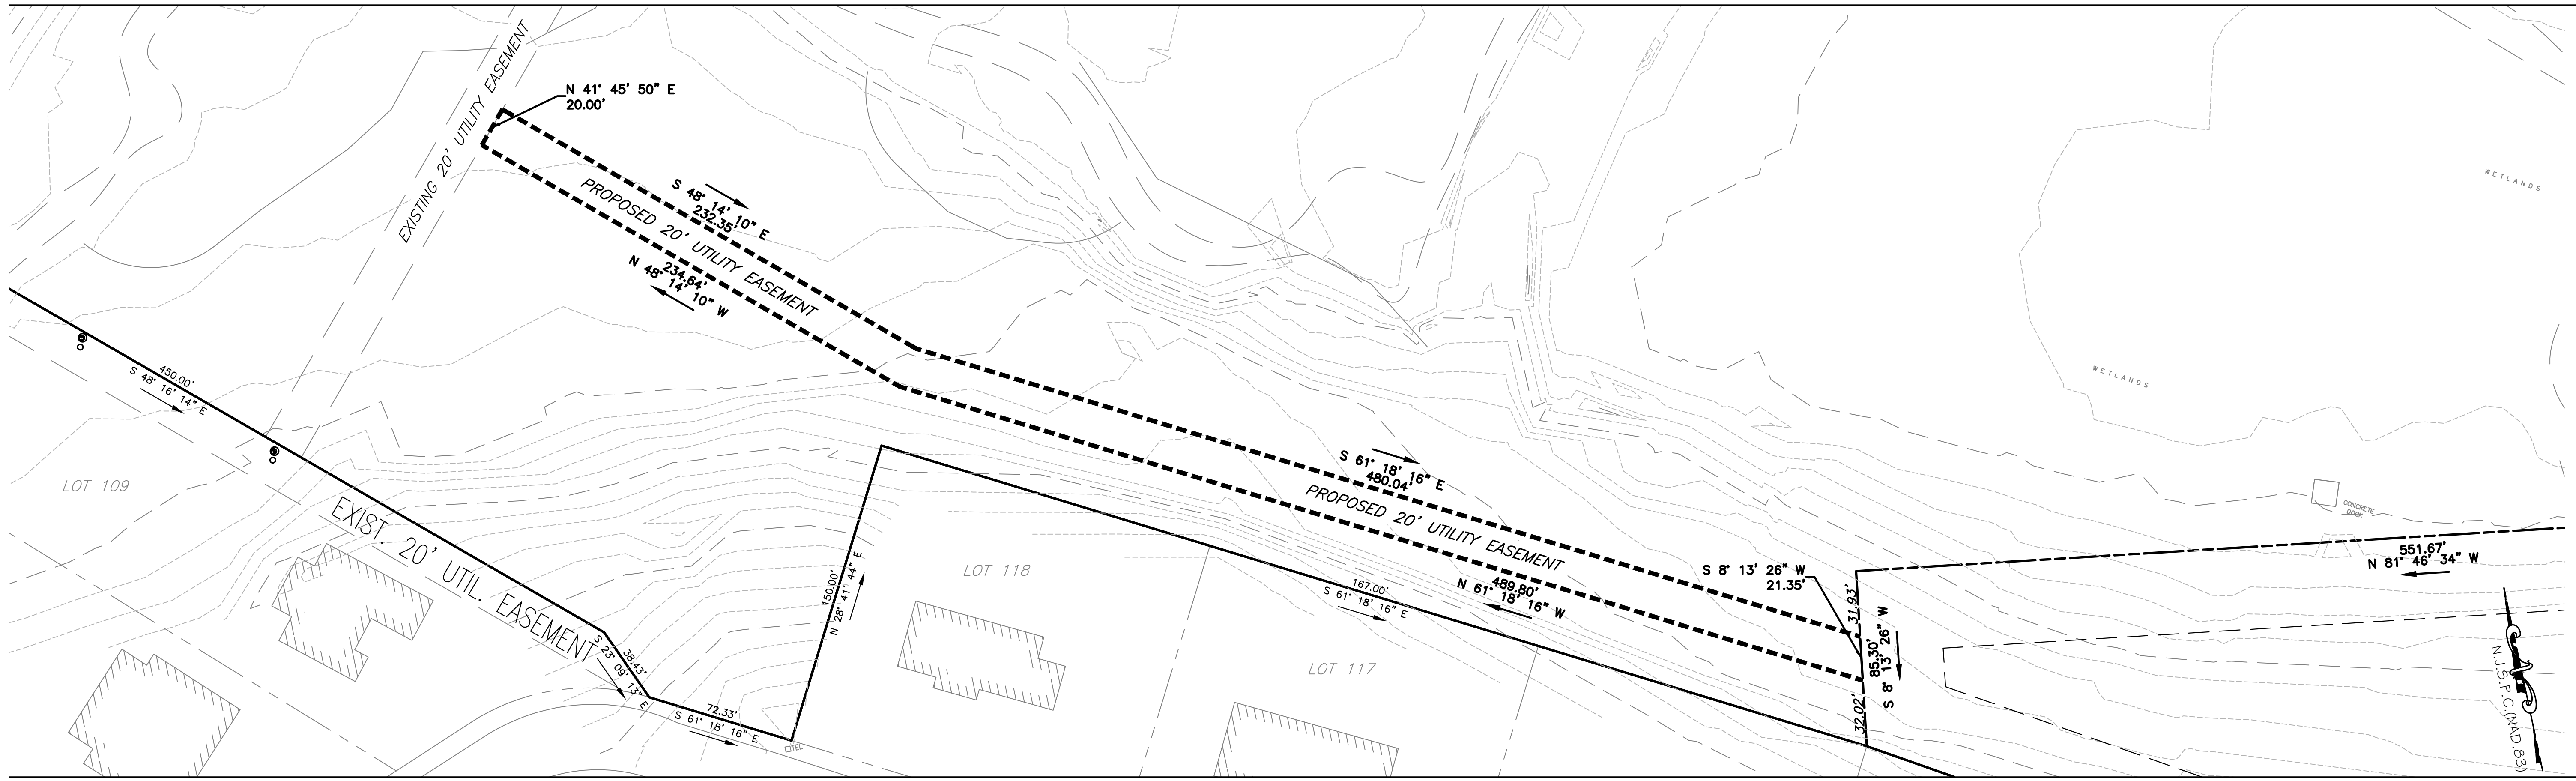 EXISTING 20' UTILITY EASEMENT
N 41° 45' 50" E
20.00'
S 48° 14' 10" E
232.35'
PROPOSED 20' UTILITY EASEMENT
234.64'
N 48° 14' 10" W
WETLANDS
WETLANDS
450.00'
S 48° 16' 14" E
LOT 109
EXIST. 20' UTIL. EASEMENT
38.43'
S 23° 09' 13" E
72.33'
S 61° 18' 16" E
TEL
150.00'
N 28° 41' 44" E
LOT 118
S 61° 18' 16" E
480.04'
PROPOSED 20' UTILITY EASEMENT
489.80'
N 61° 18' 16" W
167.00'
S 61° 18' 16" E
LOT 117
S 8° 13' 26" W
21.35'
31.93'
85.30'
S 8° 13' 26" W
32.02'
CONCRETE
DOCK
551.67'
N 81° 46' 34" W
N.J.S.P.C.(NAD.83)